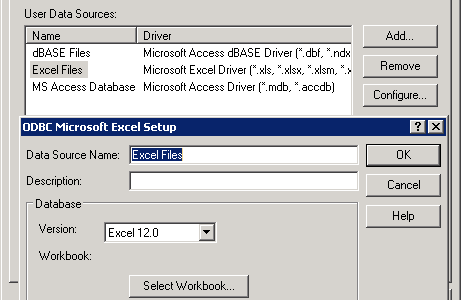 User Data Sources:
Name Driver
dBASE Files Microsoft Access dBASE Driver (*.dbf, *.ndx
Excel Files Microsoft Excel Driver (*.xls, *.xlsx, *.xlsm, *.x
MS Access Database Microsoft Access Driver (*.mdb, *.accdb)
Add...
Remove
Configure...
ODBC Microsoft Excel Setup
Data Source Name: Excel Files
OK
Description:
Cancel
Database
Help
Version: Excel 12.0
Workbook:
Select Workbook...